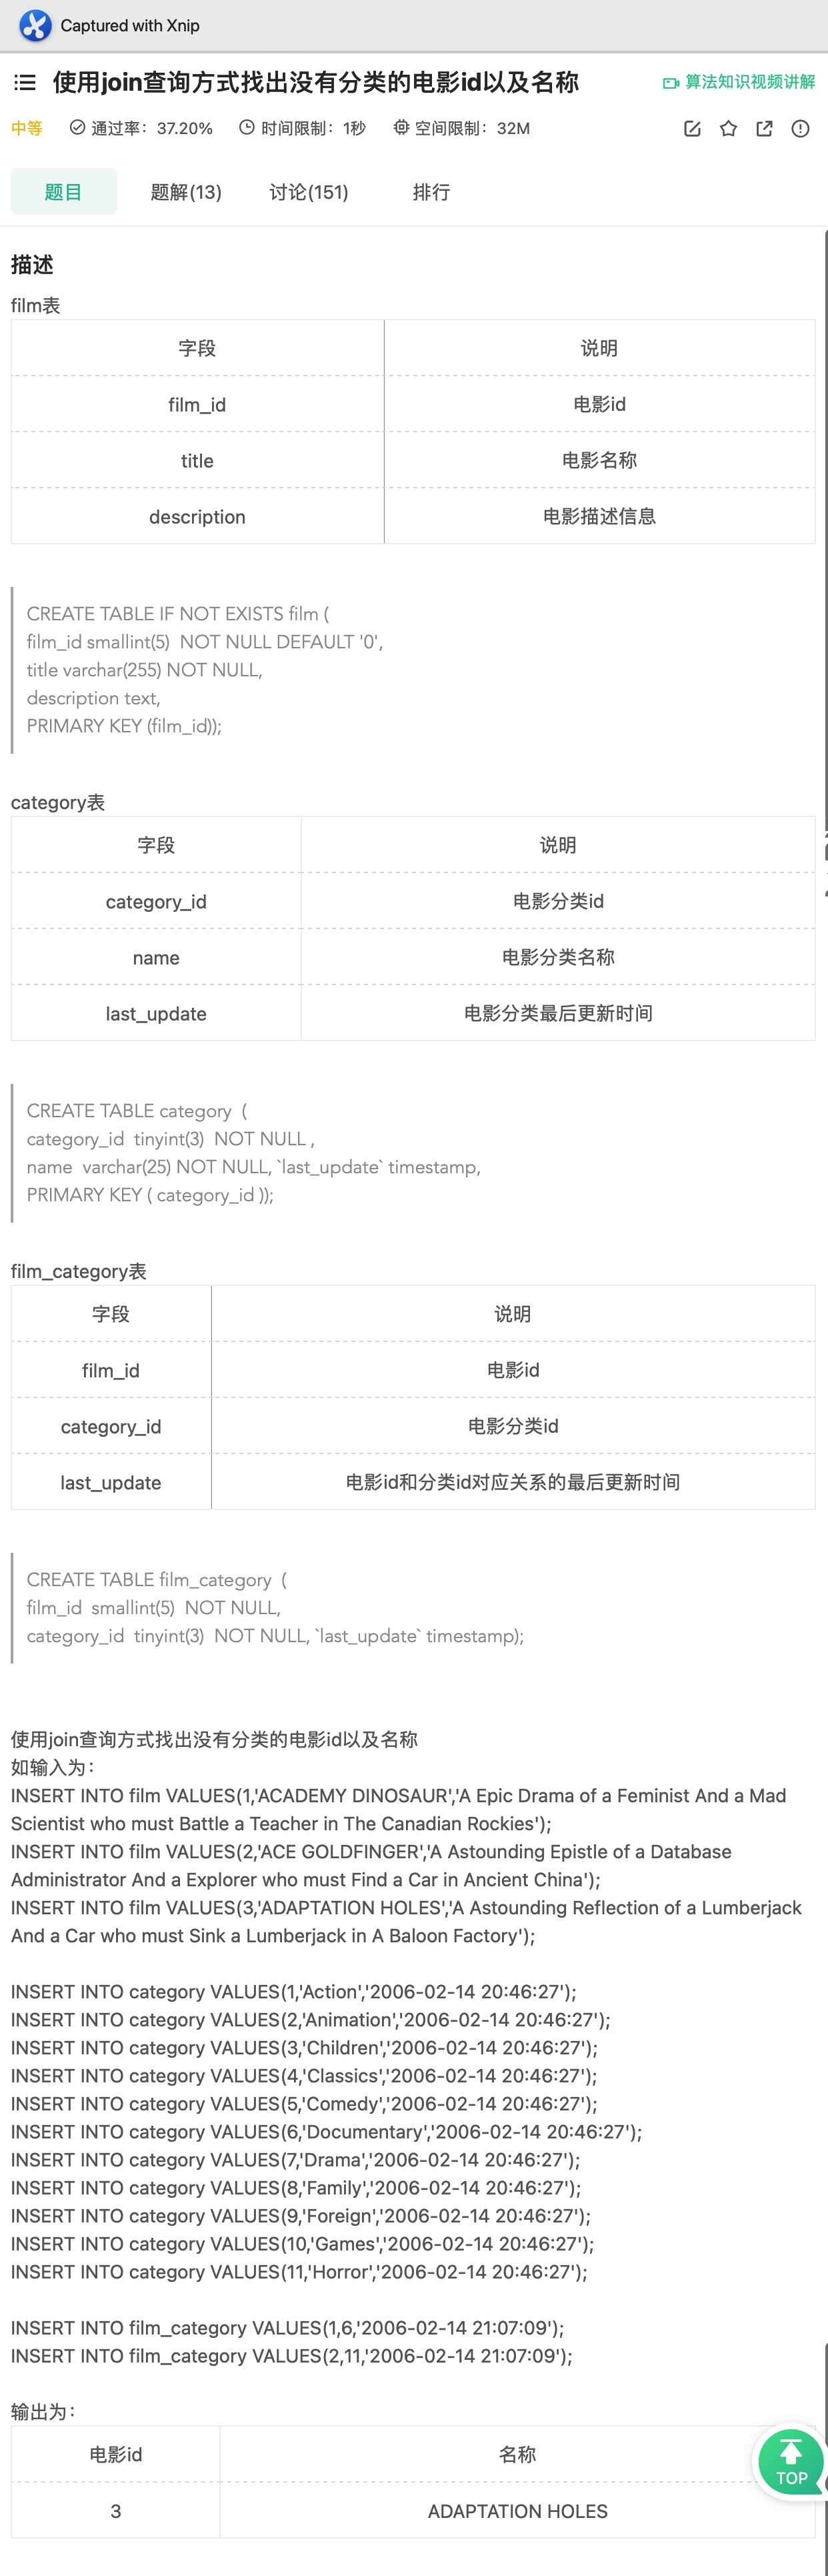 Captured with Xnip
使用join查询方式找出没有分类的电影id以及名称
算法知识视频讲解
中等 通过率：37.20% 时间限制：1秒 空间限制：32M
题目 题解(13) 讨论(151) 排行
描述
film表
字段 说明
film_id 电影id
title 电影名称
description 电影描述信息
CREATE TABLE IF NOT EXISTS film (
film_id smallint(5)  NOT NULL DEFAULT '0',
title varchar(255) NOT NULL,
description text,
PRIMARY KEY (film_id));
category表
字段 说明
category_id 电影分类id
name 电影分类名称
last_update 电影分类最后更新时间
CREATE TABLE category  (
category_id  tinyint(3)  NOT NULL ,
name  varchar(25) NOT NULL, `last_update` timestamp,
PRIMARY KEY ( category_id ));
film_category表
字段 说明
film_id 电影id
category_id 电影分类id
last_update 电影id和分类id对应关系的最后更新时间
CREATE TABLE film_category  (
film_id  smallint(5)  NOT NULL,
category_id  tinyint(3)  NOT NULL, `last_update` timestamp);
使用join查询方式找出没有分类的电影id以及名称
如输入为：
INSERT INTO film VALUES(1,'ACADEMY DINOSAUR','A Epic Drama of a Feminist And a Mad
Scientist who must Battle a Teacher in The Canadian Rockies');
INSERT INTO film VALUES(2,'ACE GOLDFINGER','A Astounding Epistle of a Database
Administrator And a Explorer who must Find a Car in Ancient China');
INSERT INTO film VALUES(3,'ADAPTATION HOLES','A Astounding Reflection of a Lumberjack
And a Car who must Sink a Lumberjack in A Baloon Factory');
INSERT INTO category VALUES(1,'Action','2006-02-14 20:46:27');
INSERT INTO category VALUES(2,'Animation','2006-02-14 20:46:27');
INSERT INTO category VALUES(3,'Children','2006-02-14 20:46:27');
INSERT INTO category VALUES(4,'Classics','2006-02-14 20:46:27');
INSERT INTO category VALUES(5,'Comedy','2006-02-14 20:46:27');
INSERT INTO category VALUES(6,'Documentary','2006-02-14 20:46:27');
INSERT INTO category VALUES(7,'Drama','2006-02-14 20:46:27');
INSERT INTO category VALUES(8,'Family','2006-02-14 20:46:27');
INSERT INTO category VALUES(9,'Foreign','2006-02-14 20:46:27');
INSERT INTO category VALUES(10,'Games','2006-02-14 20:46:27');
INSERT INTO category VALUES(11,'Horror','2006-02-14 20:46:27');
INSERT INTO film_category VALUES(1,6,'2006-02-14 21:07:09');
INSERT INTO film_category VALUES(2,11,'2006-02-14 21:07:09');
输出为：
电影id 名称
3 ADAPTATION HOLES
TOP